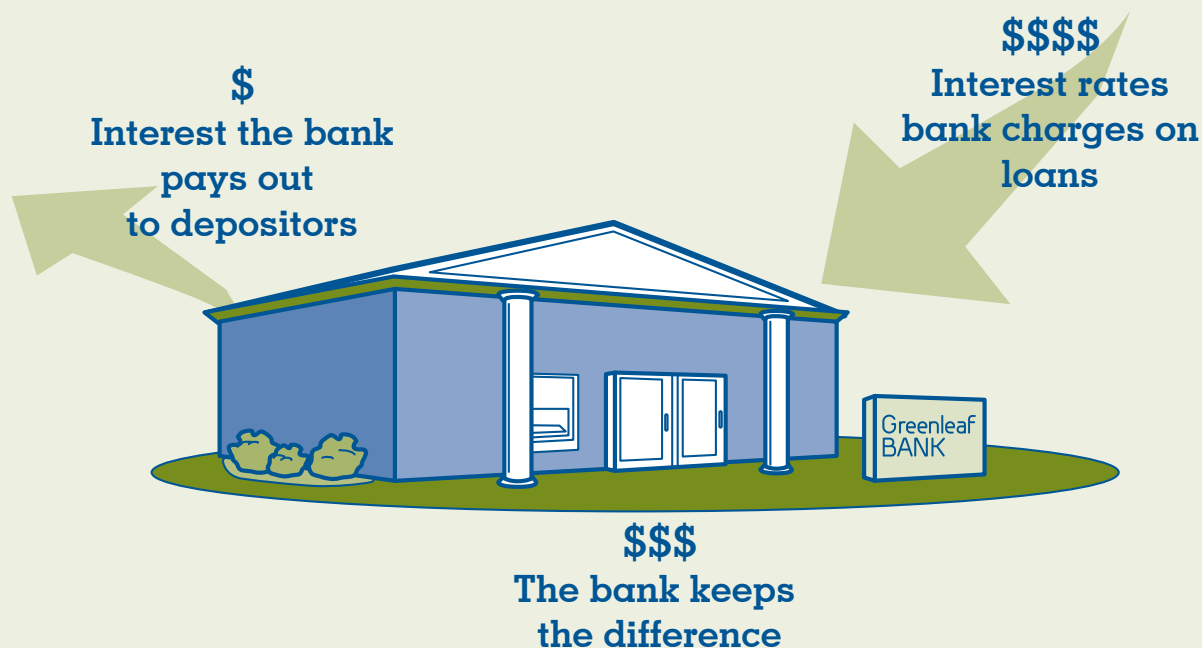 $
Interest the bank
pays out
to depositors
$$$$
Interest rates
bank charges on
loans
Greenleaf
BANK
$$$
The bank keeps
the difference